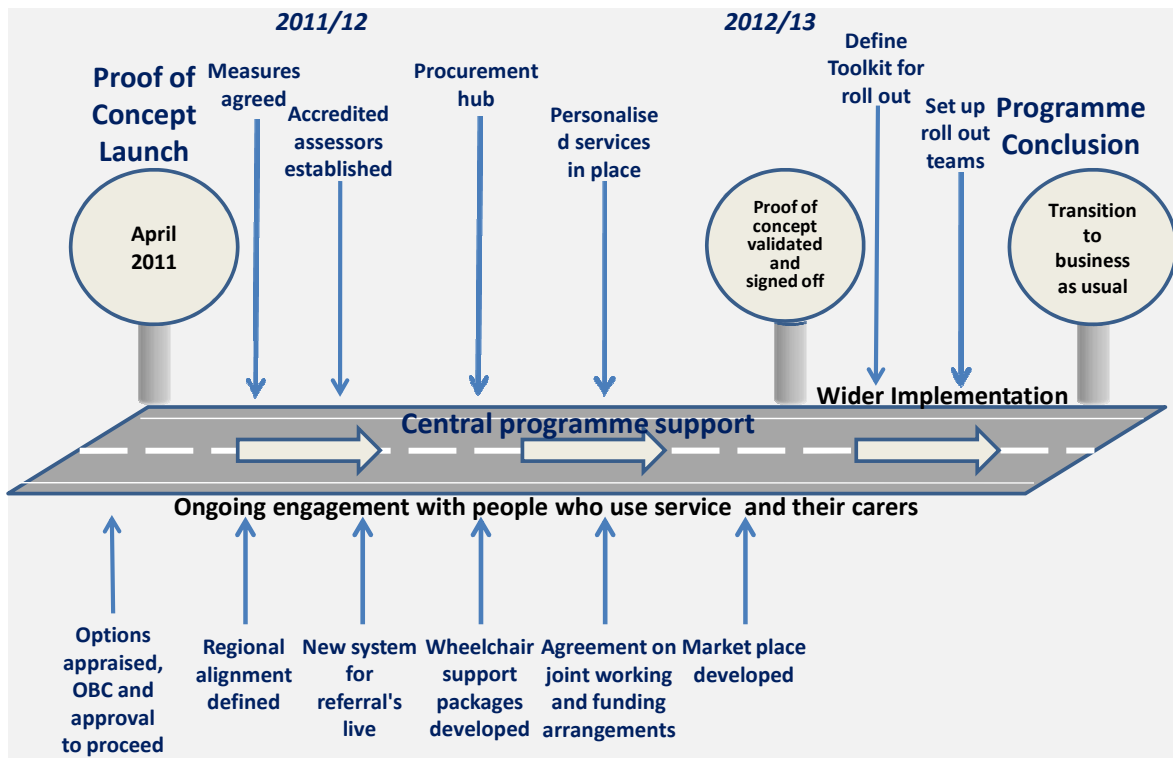 2011/12
2012/13
Proof of
Concept
Launch
Measures
agreed
Accredited
assessors
established
Procurement
hub
Personalise
d services
in place
Define
Toolkit for
roll out
Set up
roll out
teams
Programme
Conclusion
April
2011
Proof of
concept
validated
and
signed off
Transition
to
business
as usual
Wider Implementation
Central programme support
Ongoing engagement with people who use service and their carers
Options
appraised,
OBC and
approval
to proceed
Regional
alignment
defined
New system
for
referral's
live
Wheelchair
support
packages
developed
Agreement on
joint working
and funding
arrangements
Market place
developed